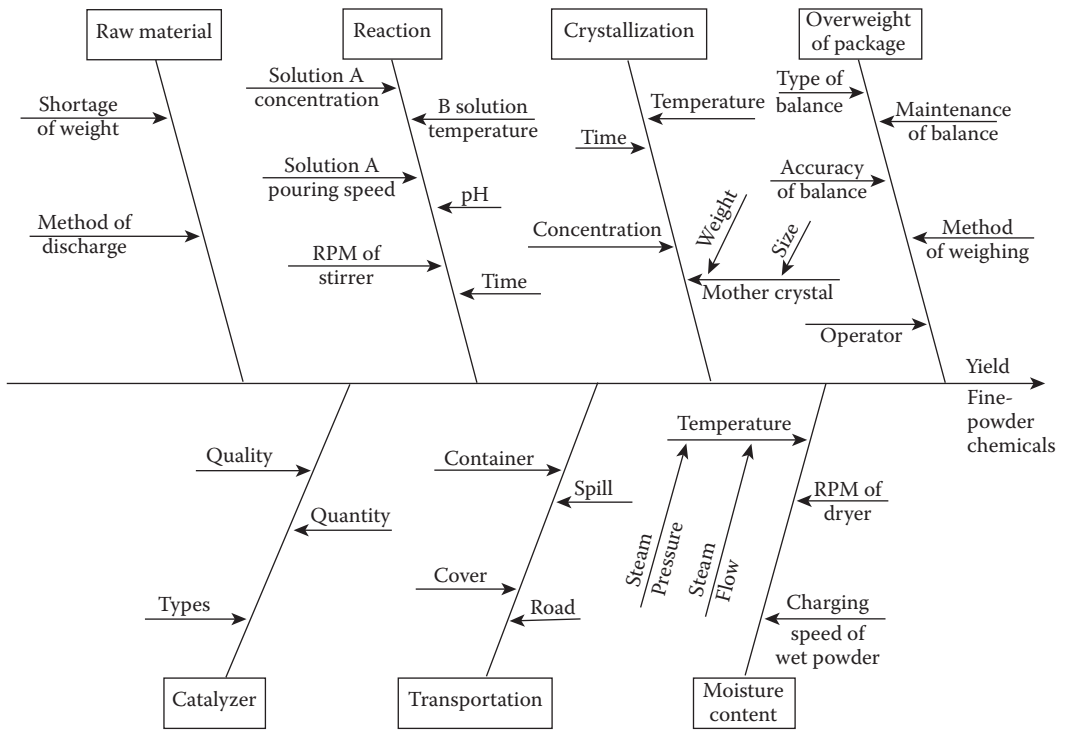 Raw material
Reaction
Crystallization
Overweight
of package
Shortage
of weight
Method of
discharge
Solution A
concentration
B solution
temperature
Solution A
pouring speed
pH
RPM of
stirrer
Time
Temperature
Time
Concentration
Weight
Size
Mother crystal
Type of
balance
Maintenance
of balance
Accuracy
of balance
Method
of weighing
Operator
Yield
Fine-
powder
chemicals
Quality
Quantity
Types
Catalyzer
Container
Spill
Cover
Road
Transportation
Temperature
Steam
Pressure
Steam
Flow
RPM of
dryer
Charging
speed of
wet powder
Moisture
content